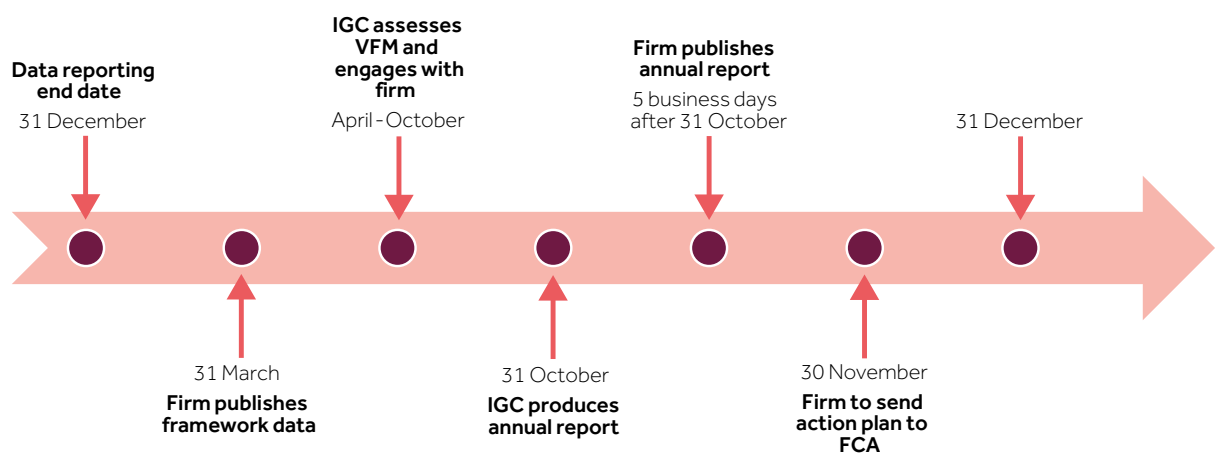 Data reporting
end date
31 December
31 March
Firm publishes
framework data
IGC assesses
VFM and
engages with
firm
April - October
31 October
IGC produces
annual report
Firm publishes
annual report
5 business days
after 31 October
30 November
Firm to send
action plan to
FCA
31 December